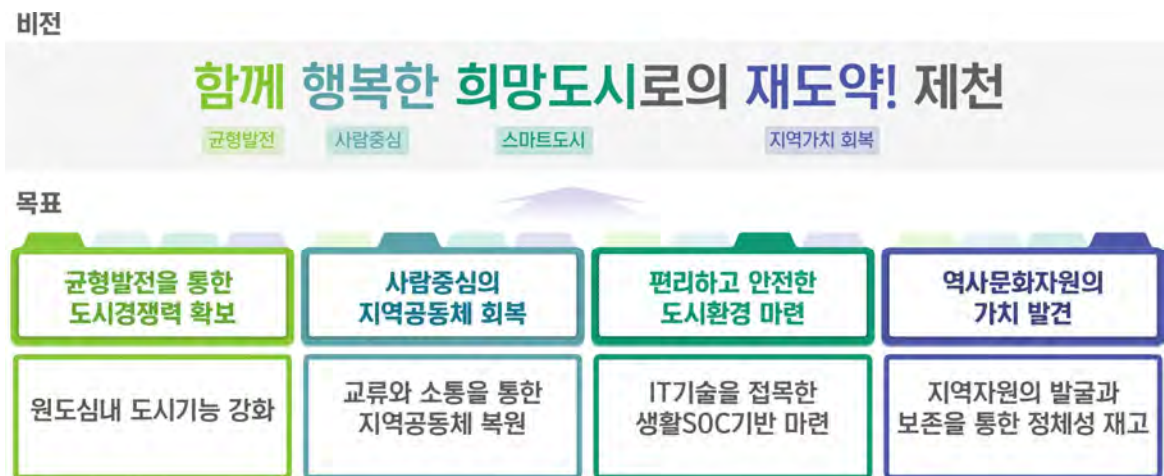 비전
함께 행복한 희망도시로의 재도약! 제천
균형발전 사람중심 스마트도시 지역가치 회복
목표
균형발전을 통한
도시경쟁력 확보
사람중심의
지역공동체 회복
편리하고 안전한
도시환경 마련
역사문화자원의
가치 발견
원도심내 도시기능 강화
교류와 소통을 통한
지역공동체 복원
IT기술을 접목한
생활SOC기반 마련
지역자원의 발굴과
보존을 통한 정체성 재고